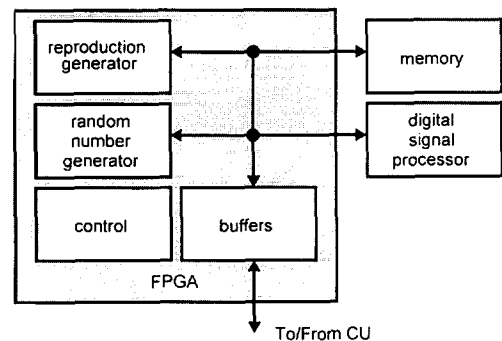 reproduction
generator
memory
random
number
generator
digital
signal
processor
control
buffers
FPGA
To/From CU